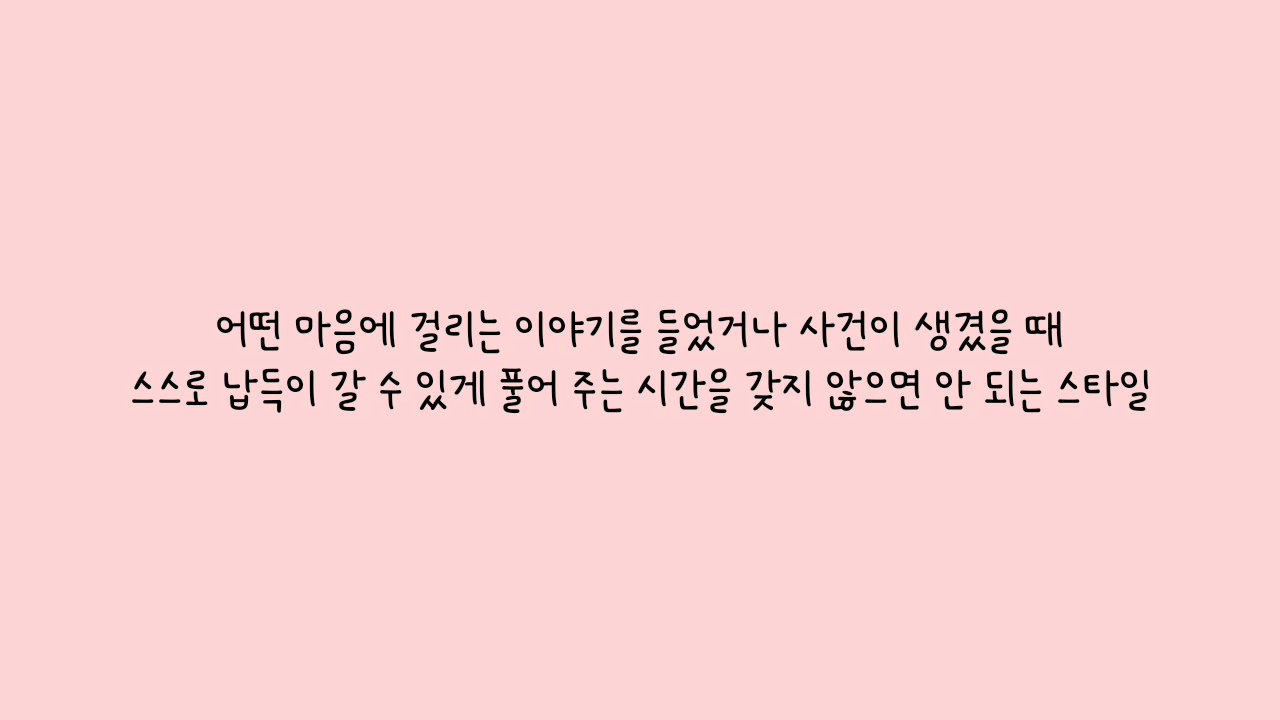 어떤 마음에 걸리는 이야기를 들었거나 사건이 생겼을 때
스스로 납득이 갈 수 있게 풀어 주는 시간을 갖지 않으면 안 되는 스타일